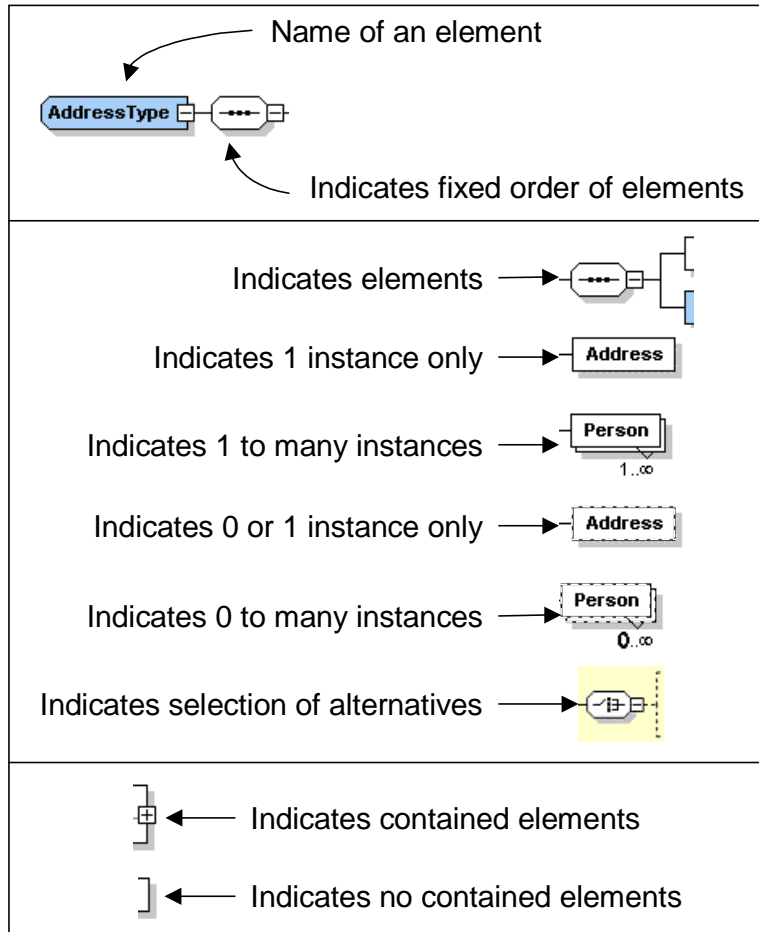 Name of an element
AddressType
Indicates fixed order of elements
Indicates elements
Indicates 1 instance only
Address
Indicates 1 to many instances
Person
1..∞
Indicates 0 or 1 instance only
Address
Indicates 0 to many instances
Person
0..∞
Indicates selection of alternatives
Indicates contained elements
Indicates no contained elements